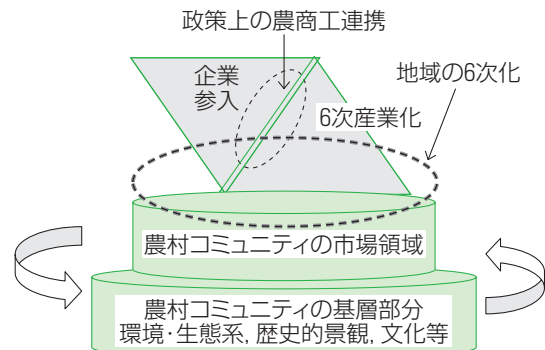 政策上の農商工連携
企業
参入
地域の6次化
6次産業化
農村コミュニティの市場領域
農村コミュニティの基層部分
環境・生態系, 歴史的景観, 文化等